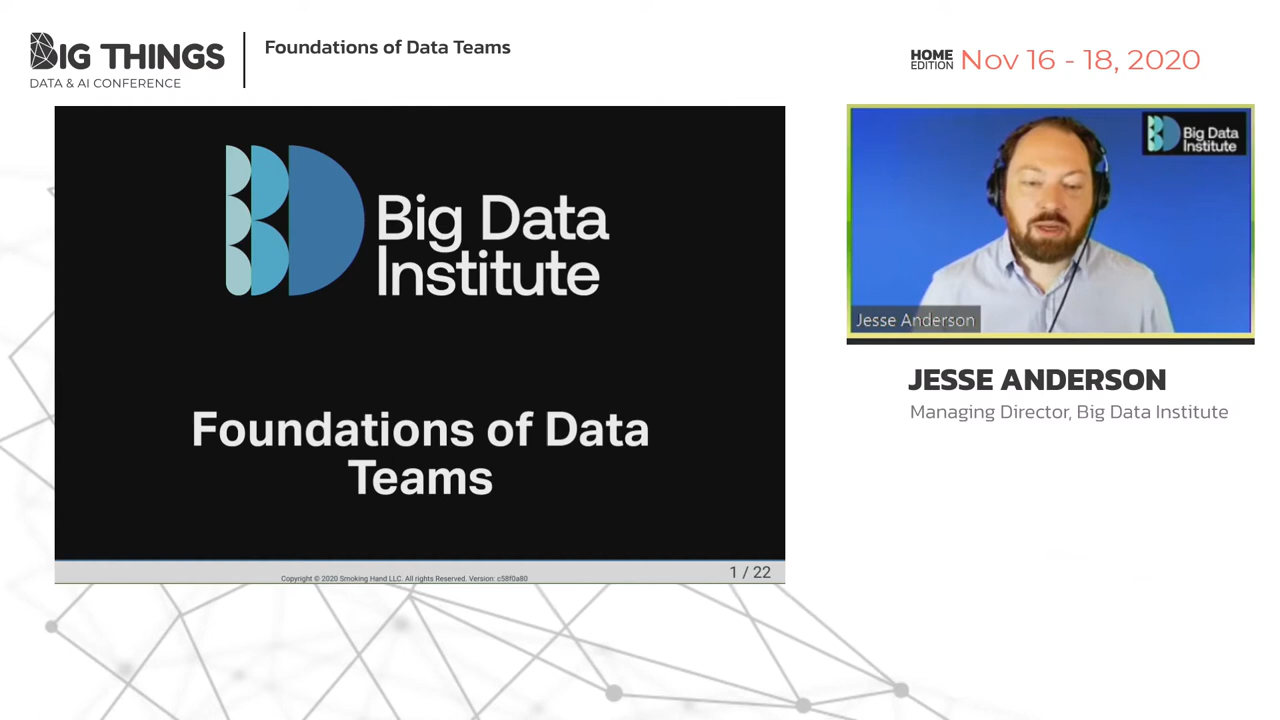 BIG THINGS
DATA & AI CONFERENCE
Foundations of Data Teams
HOME
EDITION
Nov 16 - 18, 2020
Big Data
Institute
Foundations of Data
Teams
Copyright © 2020 Smoking Hand LLC. All rights Reserved. Version: c58f0a80
1 / 22
Big Data
Institute
Jesse Anderson
JESSE ANDERSON
Managing Director, Big Data Institute